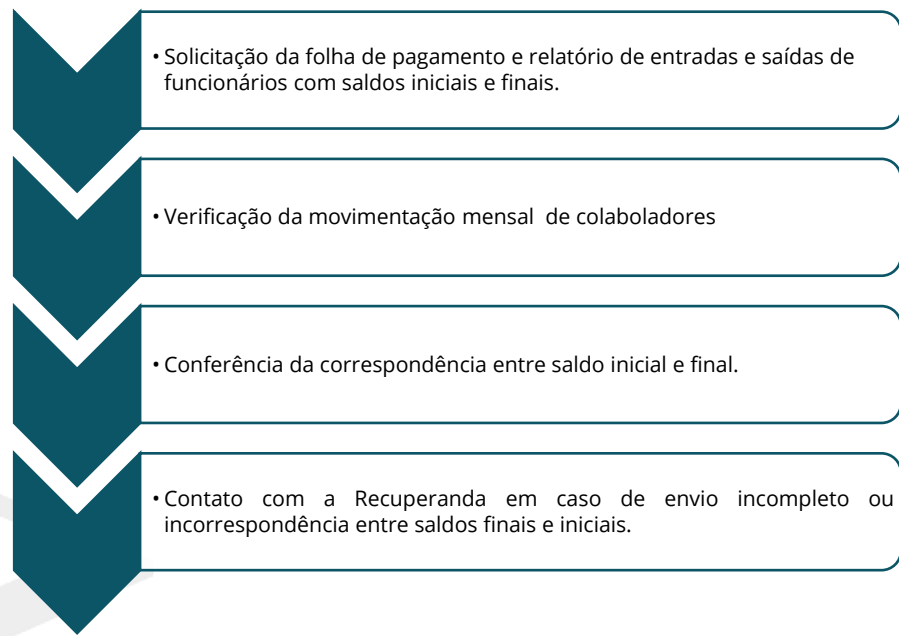 • Solicitação da folha de pagamento e relatório de entradas e saídas de
funcionários com saldos iniciais e finais.
• Verificação da movimentação mensal  de colaboladores
• Conferência da correspondência entre saldo inicial e final.
• Contato com a Recuperanda em caso de envio incompleto ou
incorrespondência entre saldos finais e iniciais.